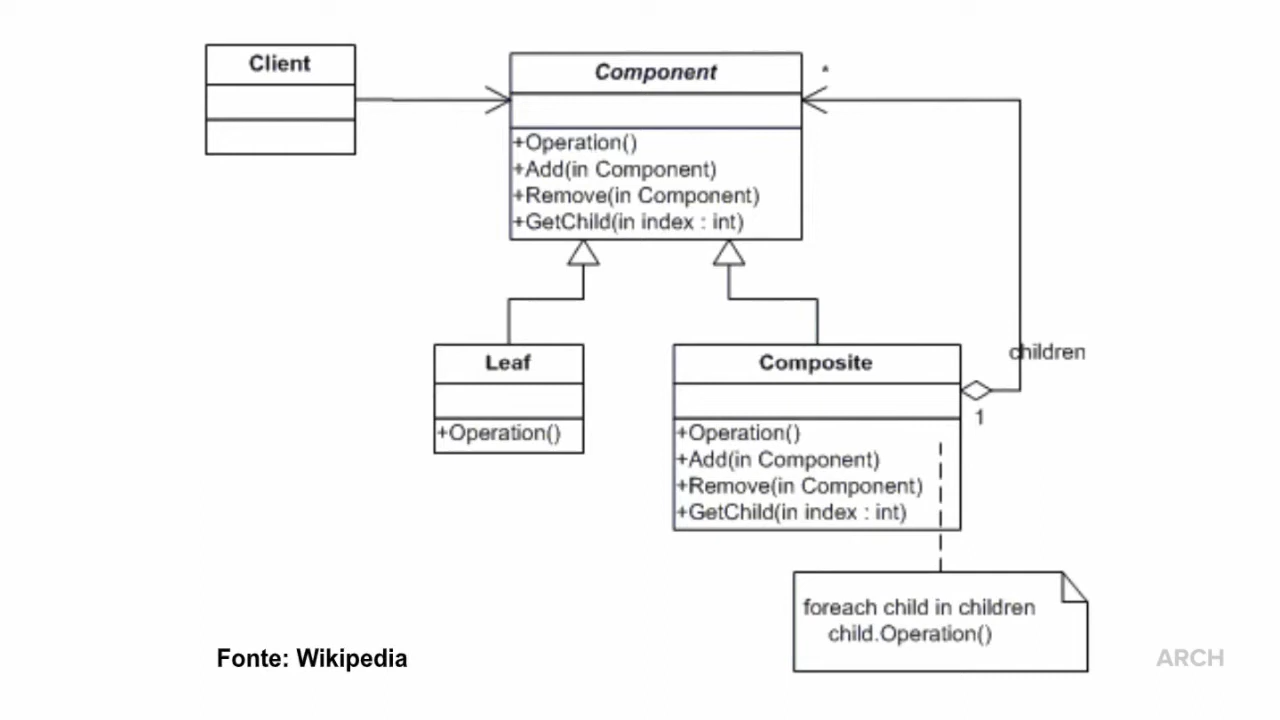 Client
Component
*
+Operation()
+Add(in Component)
+Remove(in Component)
+GetChild(in index : int)
children
Leaf
+Operation()
Composite
1
+Operation()
+Add(in Component)
+Remove(in Component)
+GetChild(in index : int)
foreach child in children
child.Operation()
Fonte: Wikipedia
ARCH